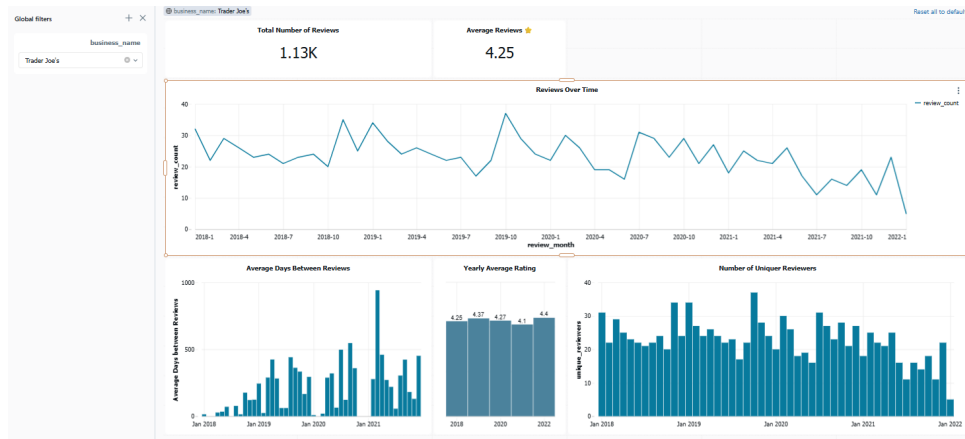 Global filters
business_name
Trader Joe's
business_name: Trader Joe's
Reset all to default
Total Number of Reviews
1.13K
Average Reviews
4.25
Reviews Over Time
review_count
review_count
40
30
20
10
0
2018-1 2018-4 2018-7 2018-10 2019-1 2019-4 2019-7 2019-10 2020-1 2020-4 2020-7 2020-10 2021-1 2021-4 2021-7 2021-10 2022-1
review_month
Average Days Between Reviews
Average Days between Reviews
1000
500
0
Jan 2018 Jan 2019 Jan 2020 Jan 2021
Yearly Average Rating
4.25 4.37 4.27 4.1 4.4
2018 2020 2022
Number of Uniquer Reviewers
unique_reviewers
40
30
20
10
0
Jan 2018 Jan 2019 Jan 2020 Jan 2021 Jan 2022